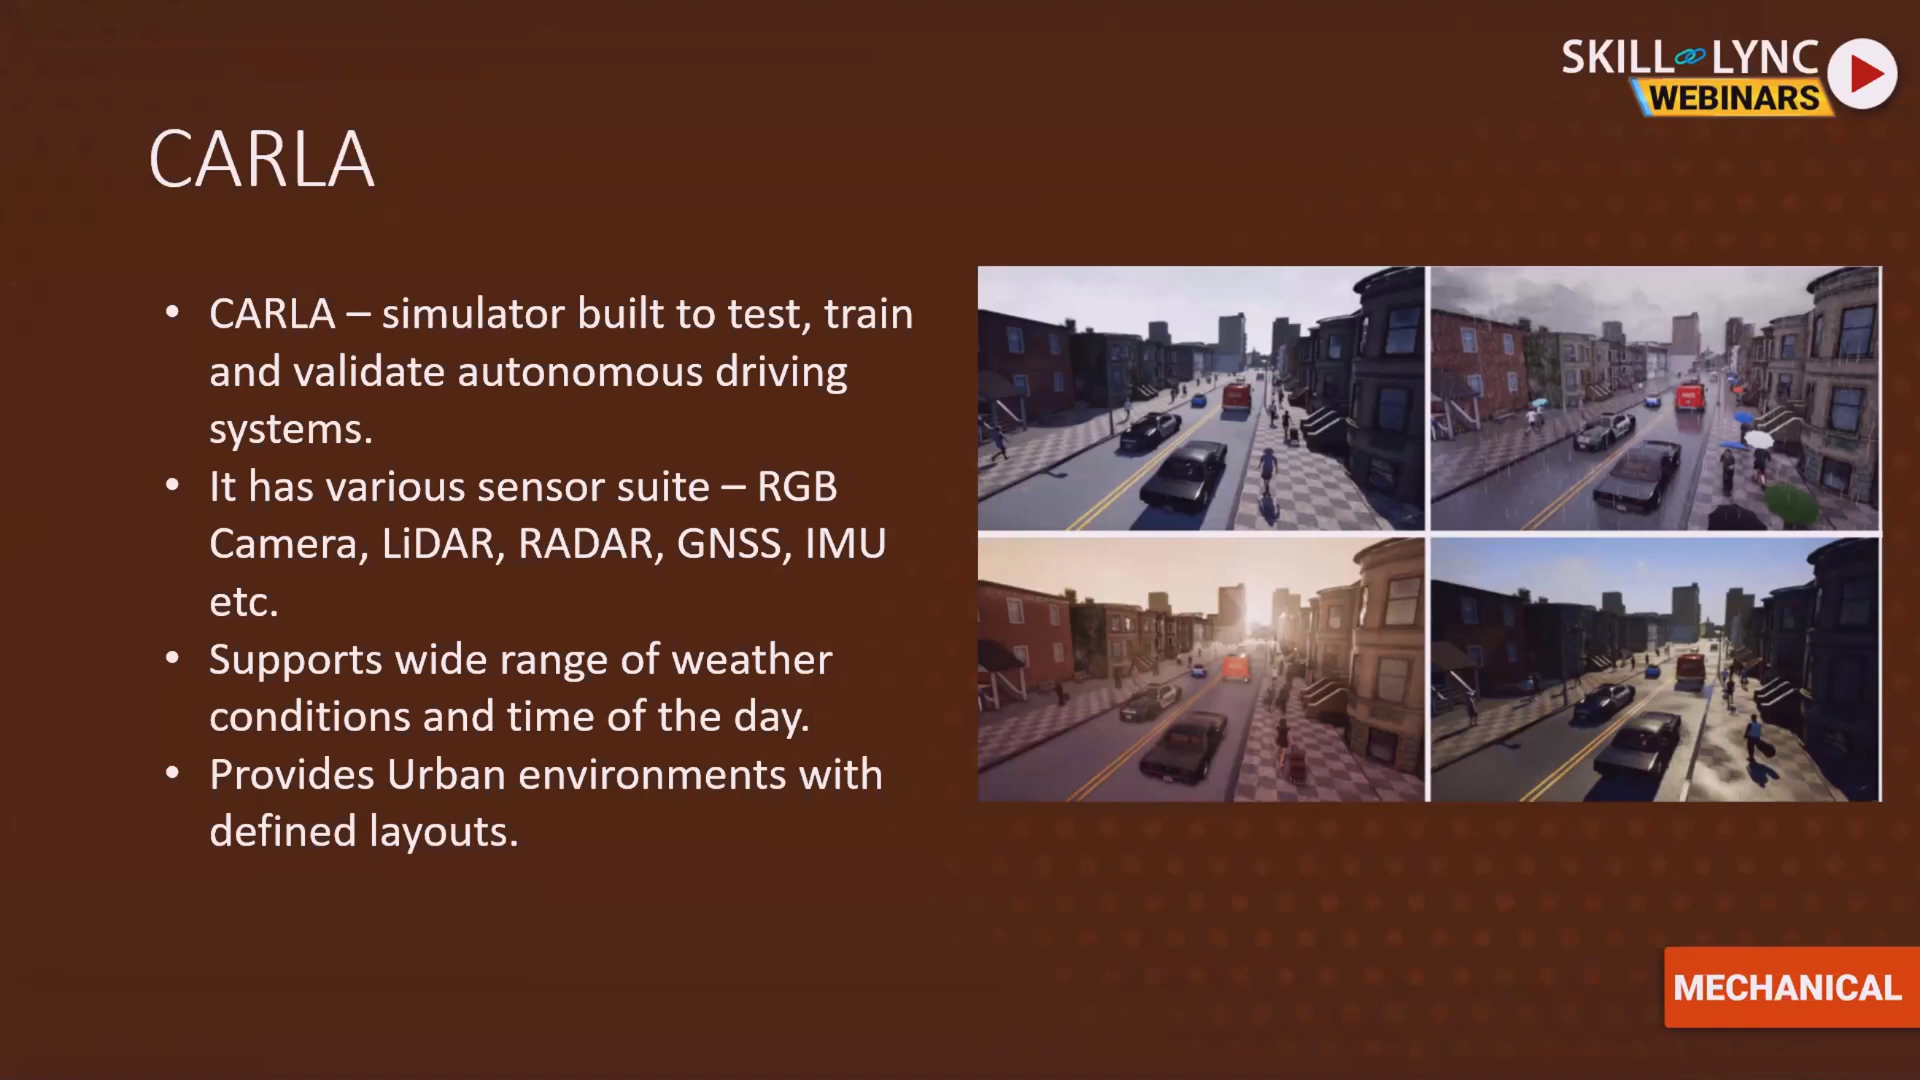 SKILL LYNC
WEBINARS
CARLA
• CARLA – simulator built to test, train
and validate autonomous driving
systems.
• It has various sensor suite – RGB
Camera, LiDAR, RADAR, GNSS, IMU
etc.
• Supports wide range of weather
conditions and time of the day.
• Provides Urban environments with
defined layouts.
MECHANICAL